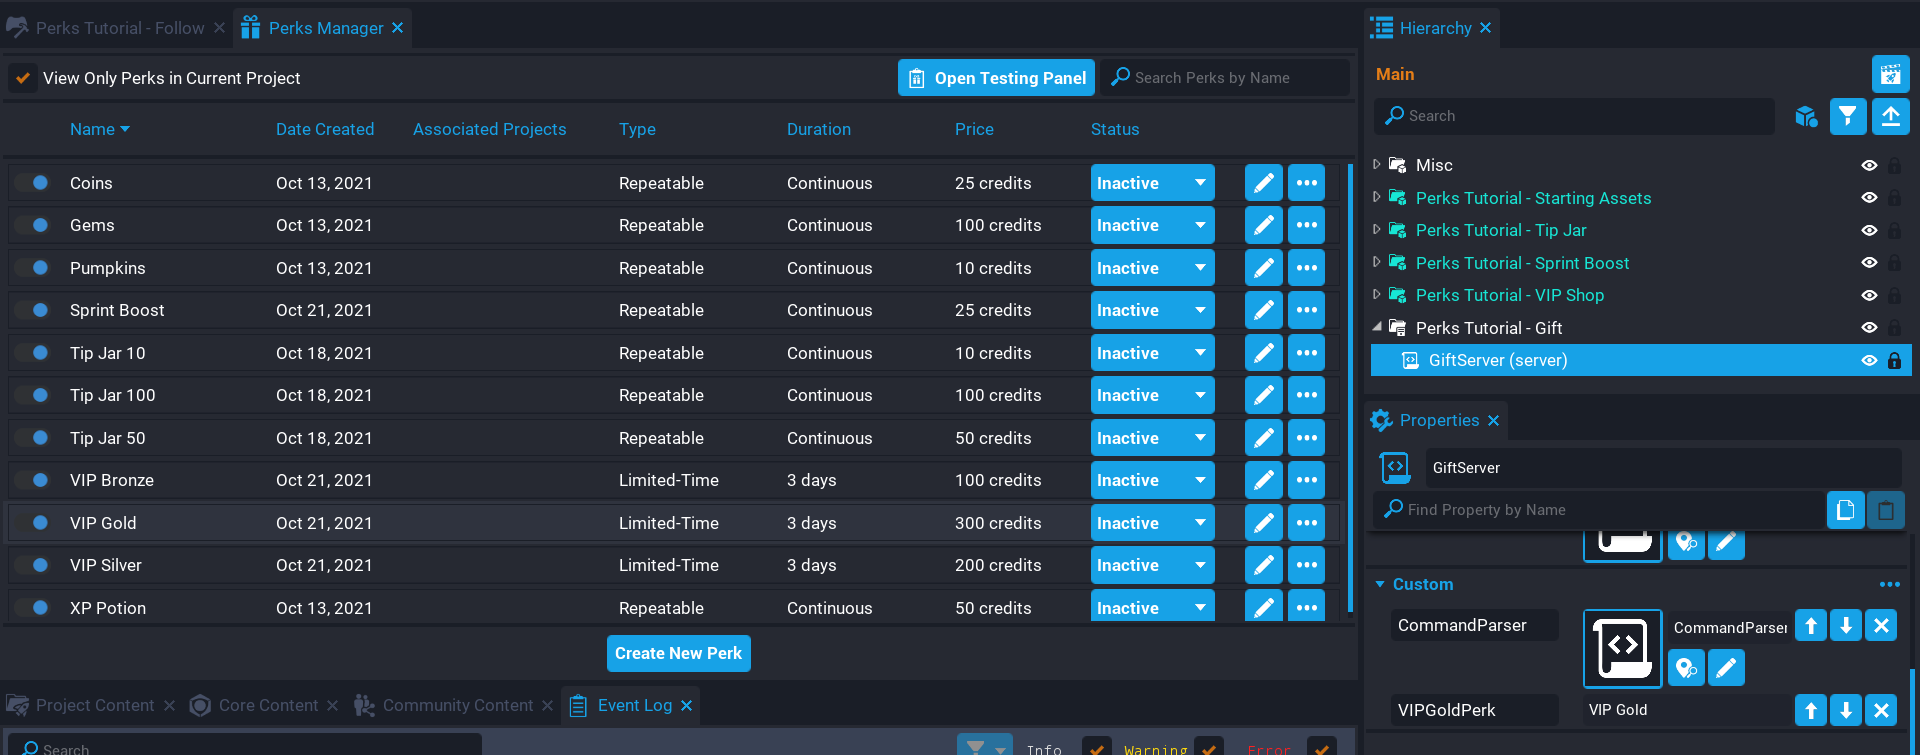 Perks Tutorial - Follow
Perks Manager
View Only Perks in Current Project
Open Testing Panel
Search Perks by Name
Name Date Created Associated Projects Type Duration Price Status
Coins Oct 13, 2021 Repeatable Continuous 25 credits Inactive
Gems Oct 13, 2021 Repeatable Continuous 100 credits Inactive
Pumpkins Oct 13, 2021 Repeatable Continuous 10 credits Inactive
Sprint Boost Oct 21, 2021 Repeatable Continuous 25 credits Inactive
Tip Jar 10 Oct 18, 2021 Repeatable Continuous 10 credits Inactive
Tip Jar 100 Oct 18, 2021 Repeatable Continuous 100 credits Inactive
Tip Jar 50 Oct 18, 2021 Repeatable Continuous 50 credits Inactive
VIP Bronze Oct 21, 2021 Limited-Time 3 days 100 credits Inactive
VIP Gold Oct 21, 2021 Limited-Time 3 days 300 credits Inactive
VIP Silver Oct 21, 2021 Limited-Time 3 days 200 credits Inactive
XP Potion Oct 13, 2021 Repeatable Continuous 50 credits Inactive
Create New Perk
Project Content Core Content Community Content Event Log
Search Info Warning Error
Hierarchy
Main
Search
Misc
Perks Tutorial - Starting Assets
Perks Tutorial - Tip Jar
Perks Tutorial - Sprint Boost
Perks Tutorial - VIP Shop
Perks Tutorial - Gift
GiftServer (server)
Properties
GiftServer
Find Property by Name
Custom
CommandParser CommandParser
VIPGoldPerk VIP Gold